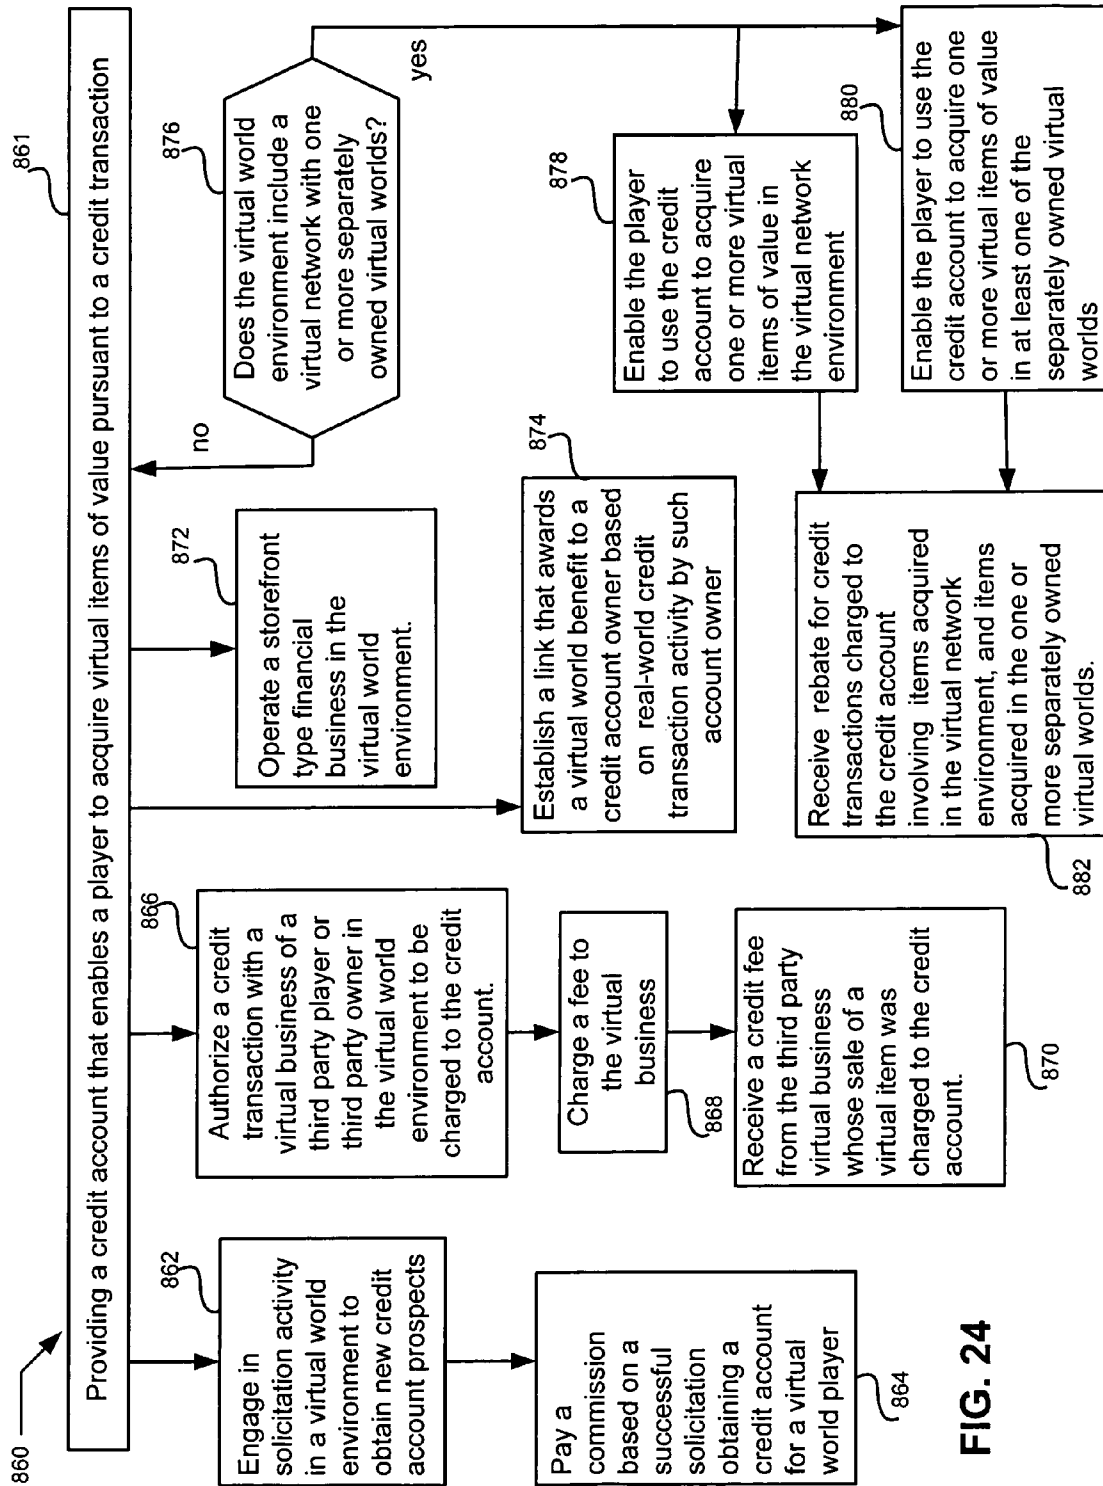 860
861
Providing a credit account that enables a player to acquire virtual items of value pursuant to a credit transaction
862
Engage in
solicitation activity
in a virtual world
environment to
obtain new credit
account prospects
Pay a
commission
based on a
successful
solicitation
obtaining a
credit account
for a virtual
world player
864
866
Authorize a credit
transaction with a
virtual business of a
third party player or
third party owner in
the virtual world
environment to be
charged to the credit
account.
Charge a fee to
the virtual
business
868
Receive a credit fee
from the third party
virtual business
whose sale of a
virtual item was
charged to the credit
account.
870
872
Operate a storefront
type financial
business in the
virtual world
environment.
874
Establish a link that awards
a virtual world benefit to a
credit account owner based
on real-world credit
transaction activity by such
account owner
876
Does the virtual world
environment include a
virtual network with one
or more separately
owned virtual worlds?
no
yes
878
Enable the player
to use the credit
account to acquire
one or more virtual
items of value in
the virtual network
environment
880
Enable the player to use the
credit account to acquire one
or more virtual items of value
in at least one of the
separately owned virtual
worlds
Receive rebate for credit
transactions charged to
the credit account
involving items acquired
in the virtual network
environment, and items
acquired in the one or
more separately owned
virtual worlds.
882
FIG. 24